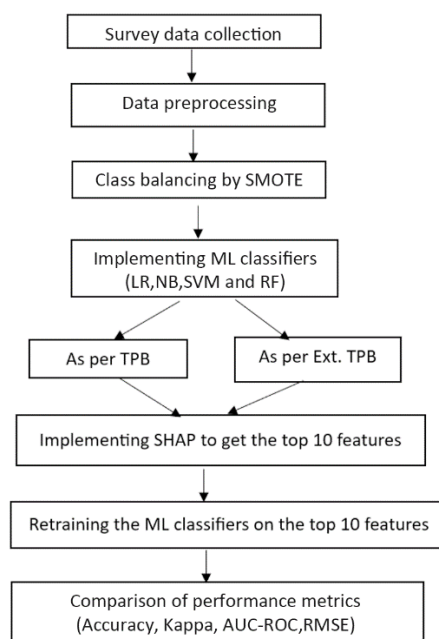 Survey data collection
Data preprocessing
Class balancing by SMOTE
Implementing ML classifiers
(LR,NB,SVM and RF)
As per TPB
As per Ext. TPB
Implementing SHAP to get the top 10 features
Retraining the ML classifiers on the top 10 features
Comparison of performance metrics
(Accuracy, Kappa, AUC-ROC,RMSE)